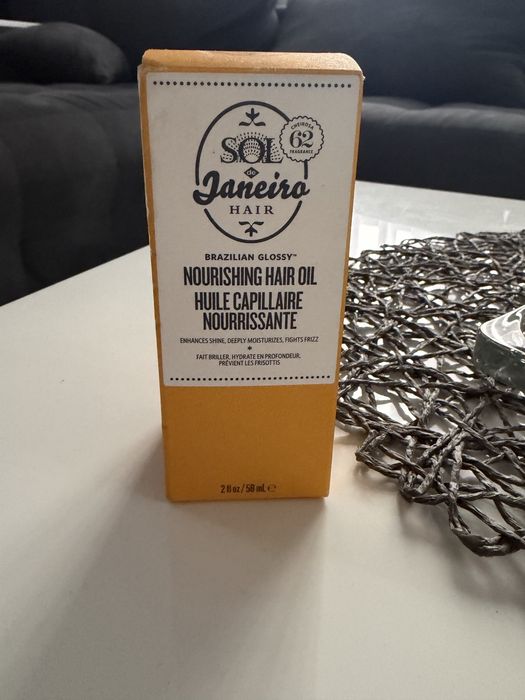 CHEIROSA
62
FRAGRANCE
SOL
de
Janeiro
HAIR
BRAZILIAN GLOSSY™
NOURISHING HAIR OIL
HUILE CAPILLAIRE
NOURRISSANTE
ENHANCES SHINE, DEEPLY MOISTURIZES, FIGHTS FRIZZ
FAIT BRILLER, HYDRATE EN PROFONDEUR,
PRÉVIENT LES FRISOTTIS
2 fl oz / 58 mL ℮